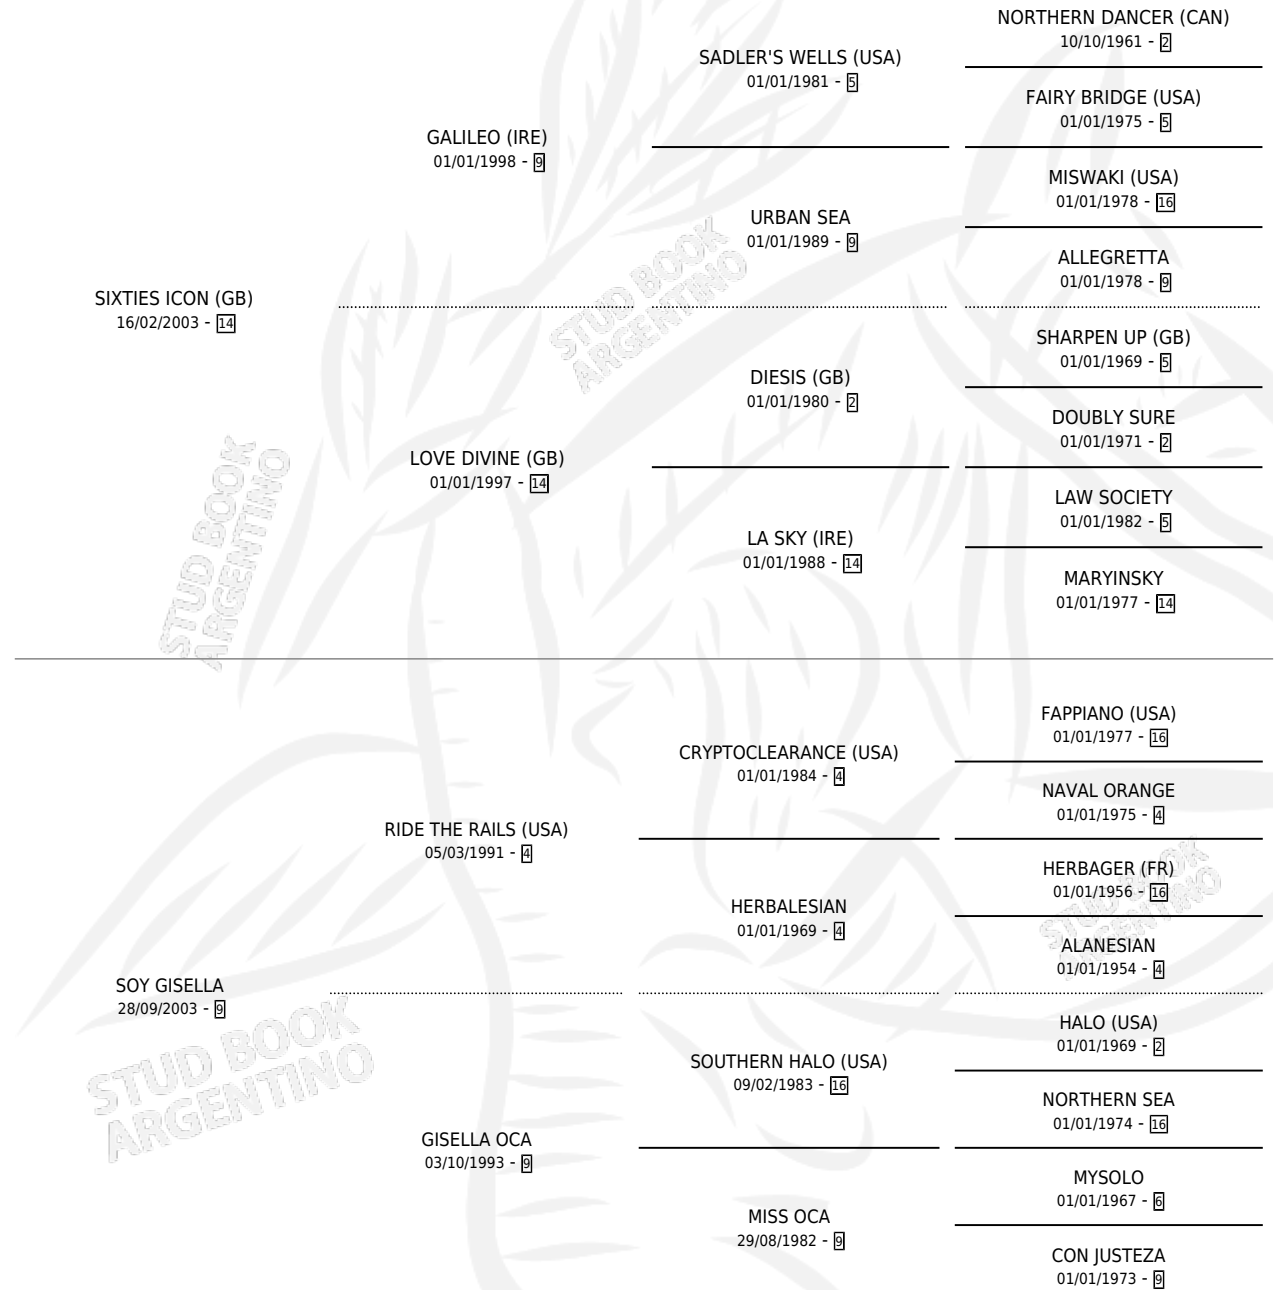 NORTHERN DANCER (CAN)
10/10/1961 - 2
SADLER'S WELLS (USA)
01/01/1981 - 5
FAIRY BRIDGE (USA)
01/01/1975 - 5
GALILEO (IRE)
01/01/1998 - 9
MISWAKI (USA)
01/01/1978 - 16
URBAN SEA
01/01/1989 - 9
ALLEGRETTA
01/01/1978 - 9
SIXTIES ICON (GB)
16/02/2003 - 14
STUD BOOK
ARGENTINO
SHARPEN UP (GB)
01/01/1969 - 5
DIESIS (GB)
01/01/1980 - 2
DOUBLY SURE
01/01/1971 - 2
LOVE DIVINE (GB)
01/01/1997 - 14
LAW SOCIETY
01/01/1982 - 5
LA SKY (IRE)
01/01/1988 - 14
MARYINSKY
01/01/1977 - 14
STUD BOOK
ARGENTINO
FAPPIANO (USA)
01/01/1977 - 16
CRYPTOCLEARANCE (USA)
01/01/1984 - 4
NAVAL ORANGE
01/01/1975 - 4
RIDE THE RAILS (USA)
05/03/1991 - 4
HERBAGER (FR)
01/01/1956 - 16
HERBALESIAN
01/01/1969 - 4
STUD BOOK
ARGENTINO
ALANESIAN
01/01/1954 - 4
SOY GISELLA
28/09/2003 - 9
HALO (USA)
01/01/1969 - 2
STUD BOOK
ARGENTINO
SOUTHERN HALO (USA)
09/02/1983 - 16
NORTHERN SEA
01/01/1974 - 16
GISELLA OCA
03/10/1993 - 9
MYSOLO
01/01/1967 - 6
MISS OCA
29/08/1982 - 9
CON JUSTEZA
01/01/1973 - 9